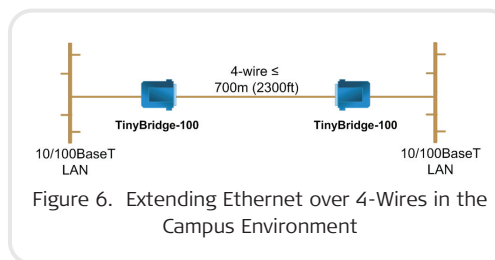 4-wire ≤
700m (2300ft)
TinyBridge-100
TinyBridge-100
10/100BaseT
LAN
10/100BaseT
LAN
Figure 6. Extending Ethernet over 4-Wires in the
Campus Environment